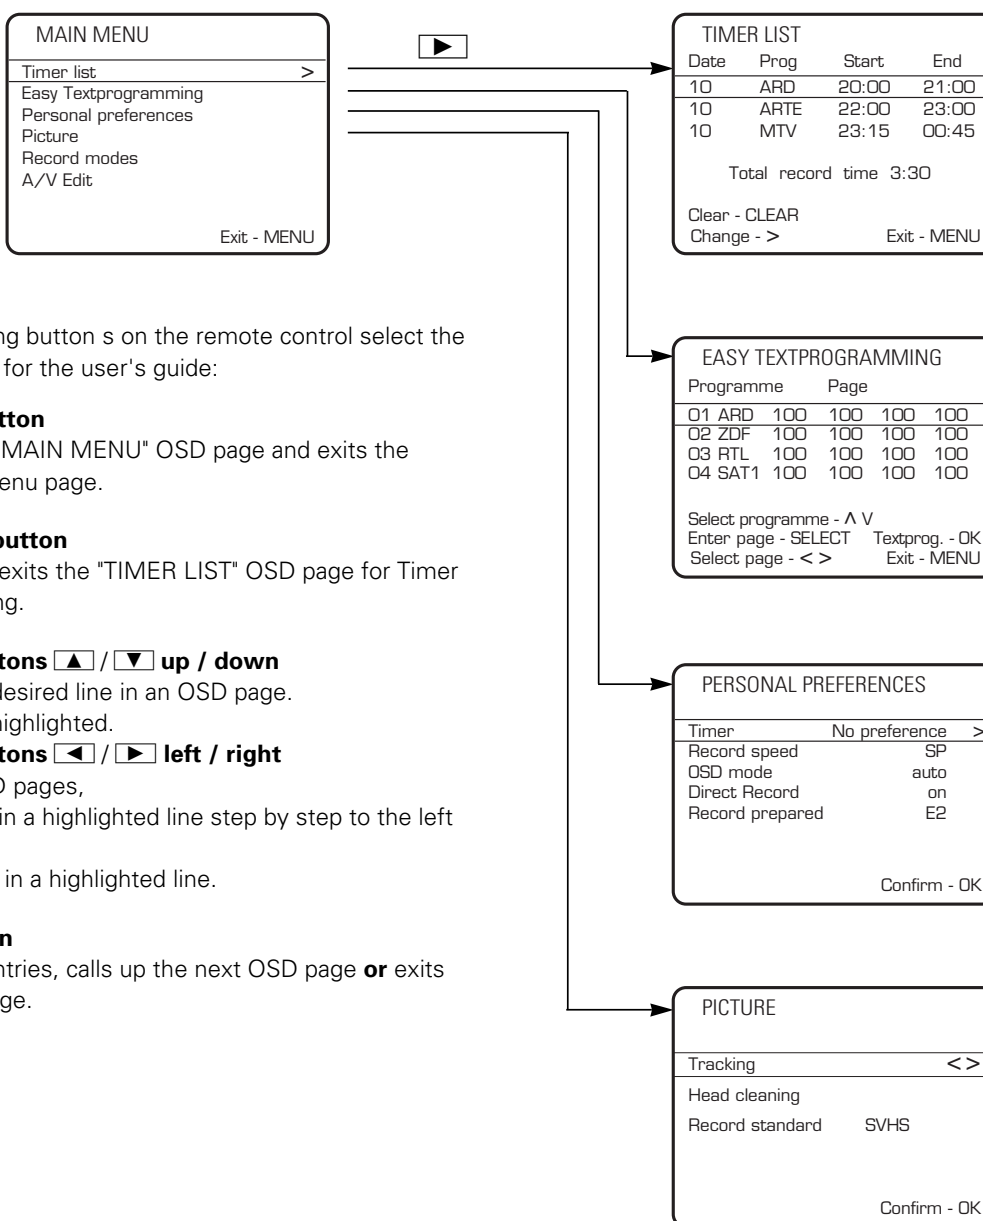 MAIN MENU
Timer list >
Easy Textprogramming
Personal preferences
Picture
Record modes
A/V Edit
Exit - MENU
TIMER LIST
Date Prog Start End
10 ARD 20:00 21:00
10 ARTE 22:00 23:00
10 MTV 23:15 00:45
Total record time 3:30
Clear - CLEAR
Change - > Exit - MENU
ng button s on the remote control select the
for the user's guide:
tton
"MAIN MENU" OSD page and exits the
enu page.
button
exits the "TIMER LIST" OSD page for Timer
ng.
tons ▲ / ▼ up / down
desired line in an OSD page.
highlighted.
tons ◄ / ► left / right
D pages,
in a highlighted line step by step to the left
in a highlighted line.
n
ntries, calls up the next OSD page or exits
ge.
EASY TEXTPROGRAMMING
Programme Page
01 ARD 100 100 100 100
02 ZDF 100 100 100 100
03 RTL 100 100 100 100
04 SAT1 100 100 100 100
Select programme - Λ V
Enter page - SELECT Textprog. - OK
Select page - < > Exit - MENU
PERSONAL PREFERENCES
Timer No preference >
Record speed SP
OSD mode auto
Direct Record on
Record prepared E2
Confirm - OK
PICTURE
Tracking < >
Head cleaning
Record standard SVHS
Confirm - OK